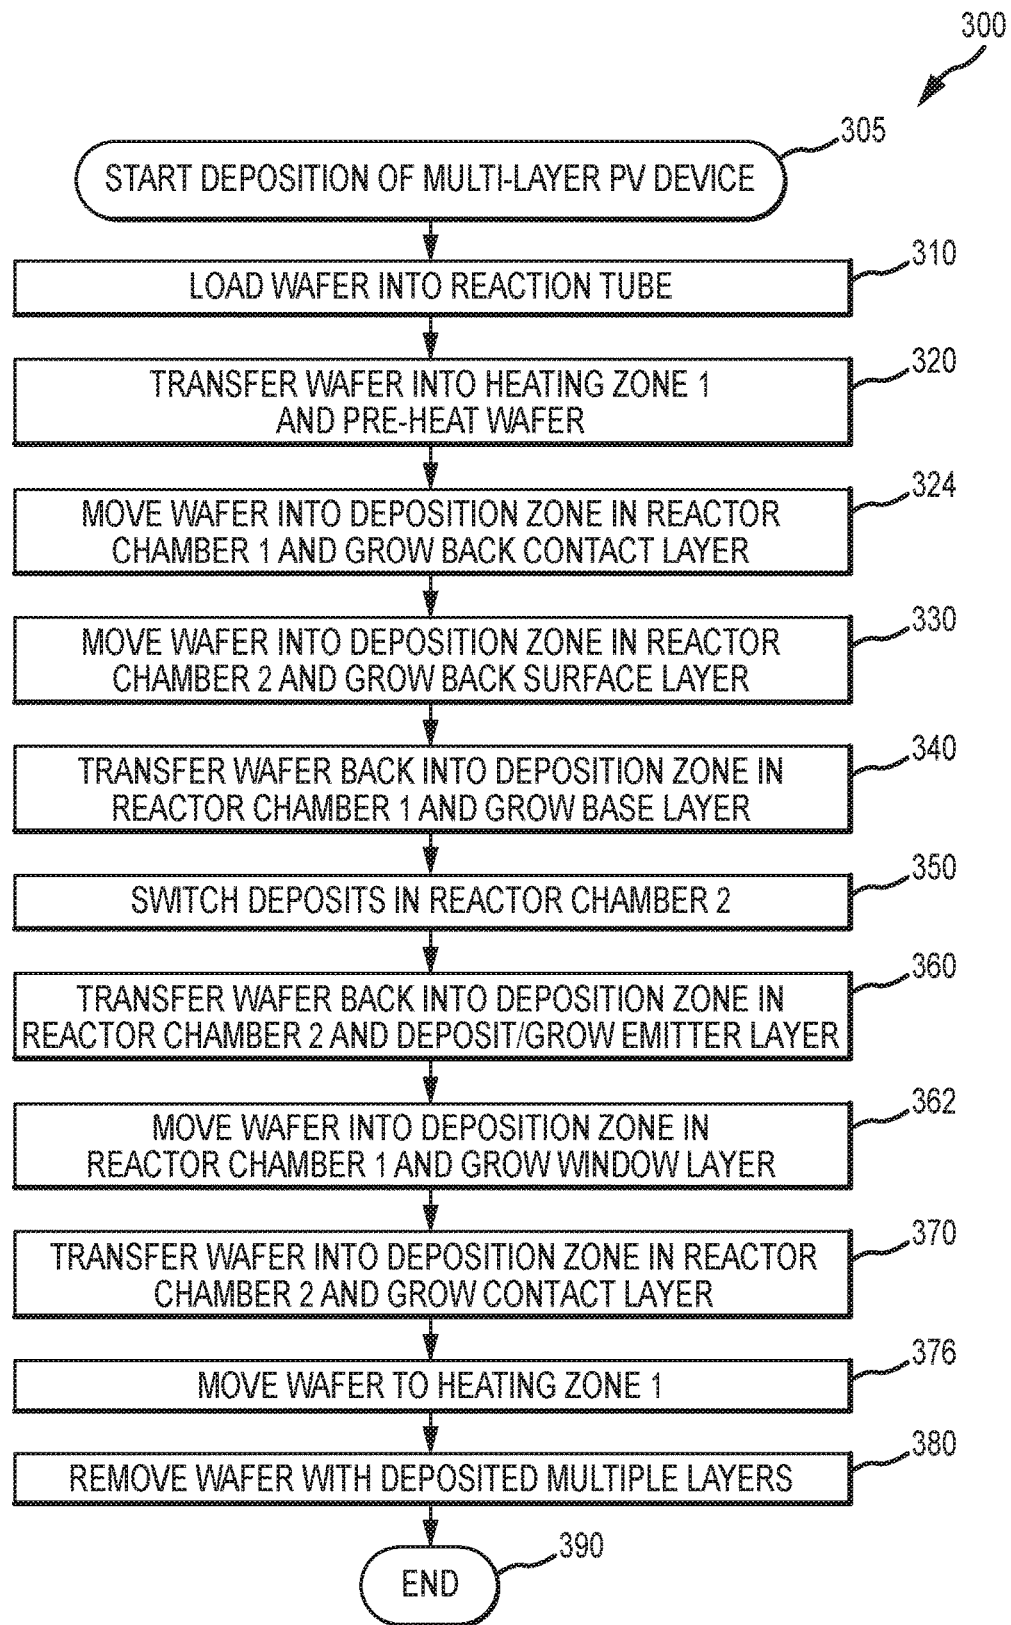 300
305
START DEPOSITION OF MULTI-LAYER PV DEVICE
310
LOAD WAFER INTO REACTION TUBE
320
TRANSFER WAFER INTO HEATING ZONE 1
AND PRE-HEAT WAFER
324
MOVE WAFER INTO DEPOSITION ZONE IN REACTOR
CHAMBER 1 AND GROW BACK CONTACT LAYER
330
MOVE WAFER INTO DEPOSITION ZONE IN REACTOR
CHAMBER 2 AND GROW BACK SURFACE LAYER
340
TRANSFER WAFER BACK INTO DEPOSITION ZONE IN
REACTOR CHAMBER 1 AND GROW BASE LAYER
350
SWITCH DEPOSITS IN REACTOR CHAMBER 2
360
TRANSFER WAFER BACK INTO DEPOSITION ZONE IN
REACTOR CHAMBER 2 AND DEPOSIT/GROW EMITTER LAYER
362
MOVE WAFER INTO DEPOSITION ZONE IN
REACTOR CHAMBER 1 AND GROW WINDOW LAYER
370
TRANSFER WAFER INTO DEPOSITION ZONE IN REACTOR
CHAMBER 2 AND GROW CONTACT LAYER
376
MOVE WAFER TO HEATING ZONE 1
380
REMOVE WAFER WITH DEPOSITED MULTIPLE LAYERS
390
END